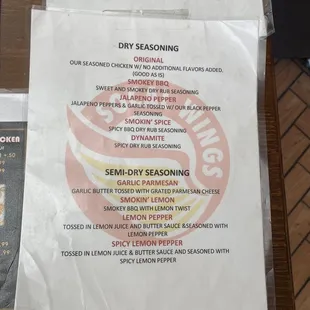 DRY SEASONING
ORIGINAL
OUR SEASONED CHICKEN W/ NO ADDITIONAL FLAVORS ADDED.
(GOOD AS IS)
SMOKEY BBQ
SWEET AND SMOKEY DRY RUB SEASONING
JALAPENO PEPPER
JALAPENO PEPPERS & GARLIC TOSSED W/ OUR BLACK PEPPER
SEASONING
SMOKIN' SPICE
SPICY BBQ DRY RUB SEASONING
DYNAMITE
SPICY DRY RUB SEASONING
SEMI-DRY SEASONING
GARLIC PARMESAN
GARLIC BUTTER TOSSED WITH GRATED PARMESAN CHEESE
SMOKIN' LEMON
SMOKEY BBQ WITH LEMON TWIST
LEMON PEPPER
TOSSED IN LEMON JUICE AND BUTTER SAUCE &SEASONED WITH
LEMON PEPPER
SPICY LEMON PEPPER
TOSSED IN LEMON JUICE & BUTTER SAUCE AND SEASONED WITH
SPICY LEMON PEPPER
OKER